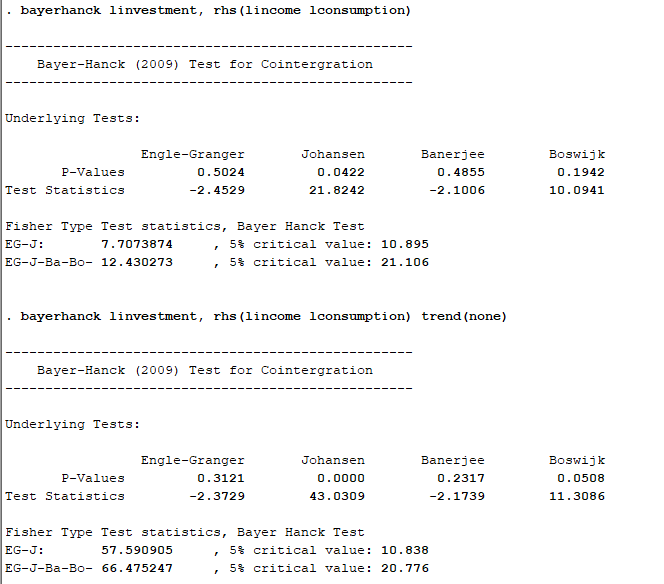 . bayerhanck linvestment, rhs(lincome lconsumption)
-------------------------------------------------
Bayer-Hanck (2009) Test for Cointergration
-------------------------------------------------
Underlying Tests:
Engle-Granger Johansen Banerjee Boswijk
P-Values 0.5024 0.0422 0.4855 0.1942
Test Statistics -2.4529 21.8242 -2.1006 10.0941
Fisher Type Test statistics, Bayer Hanck Test
EG-J: 7.7073874 , 5% critical value: 10.895
EG-J-Ba-Bo- 12.430273 , 5% critical value: 21.106
. bayerhanck linvestment, rhs(lincome lconsumption) trend(none)
-------------------------------------------------
Bayer-Hanck (2009) Test for Cointergration
-------------------------------------------------
Underlying Tests:
Engle-Granger Johansen Banerjee Boswijk
P-Values 0.3121 0.0000 0.2317 0.0508
Test Statistics -2.3729 43.0309 -2.1739 11.3086
Fisher Type Test statistics, Bayer Hanck Test
EG-J: 57.590905 , 5% critical value: 10.838
EG-J-Ba-Bo- 66.475247 , 5% critical value: 20.776